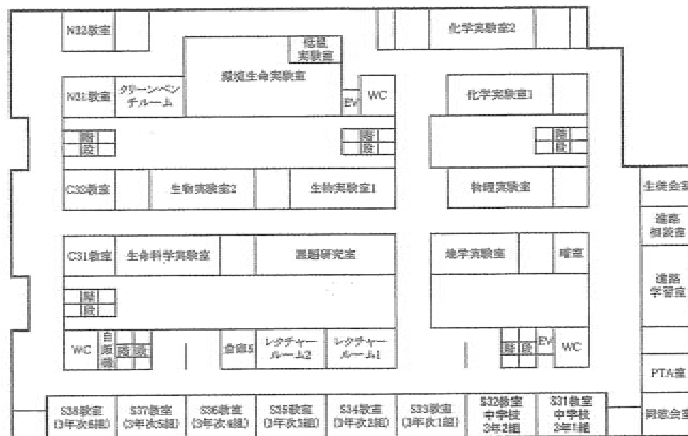 N32教室
化学実験室2
低温
実験室
環境生命実験室
N31教室
クリーンベン
チルーム
EV
WC
化学実験室1
階
段
階
段
階
段
C32教室
生物実験室2
生物実験室1
物理実験室
生徒会室
進路
相談室
C31教室
生命科学実験室
課題研究室
地学実験室
暗室
進路
学習室
階
段
WC
自
販
機
階段
倉庫5
レクチャー
ルーム2
レクチャー
ルーム1
階段
EV
WC
PTA室
S38教室
(3年次6組)
S37教室
(3年次5組)
S36教室
(3年次4組)
S35教室
(3年次3組)
S34教室
(3年次2組)
S33教室
(3年次1組)
S32教室
中学校
3年2組
S31教室
中学校
3年1組
同窓会室